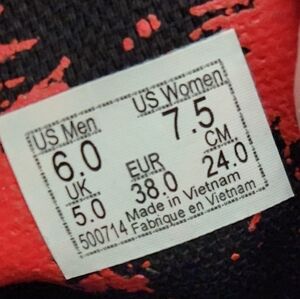 US Men US Women
6.0 7.5
UK EUR CM
5.0 38.0 24.0
500714 Made in Vietnam
Fabrique en Vietnam